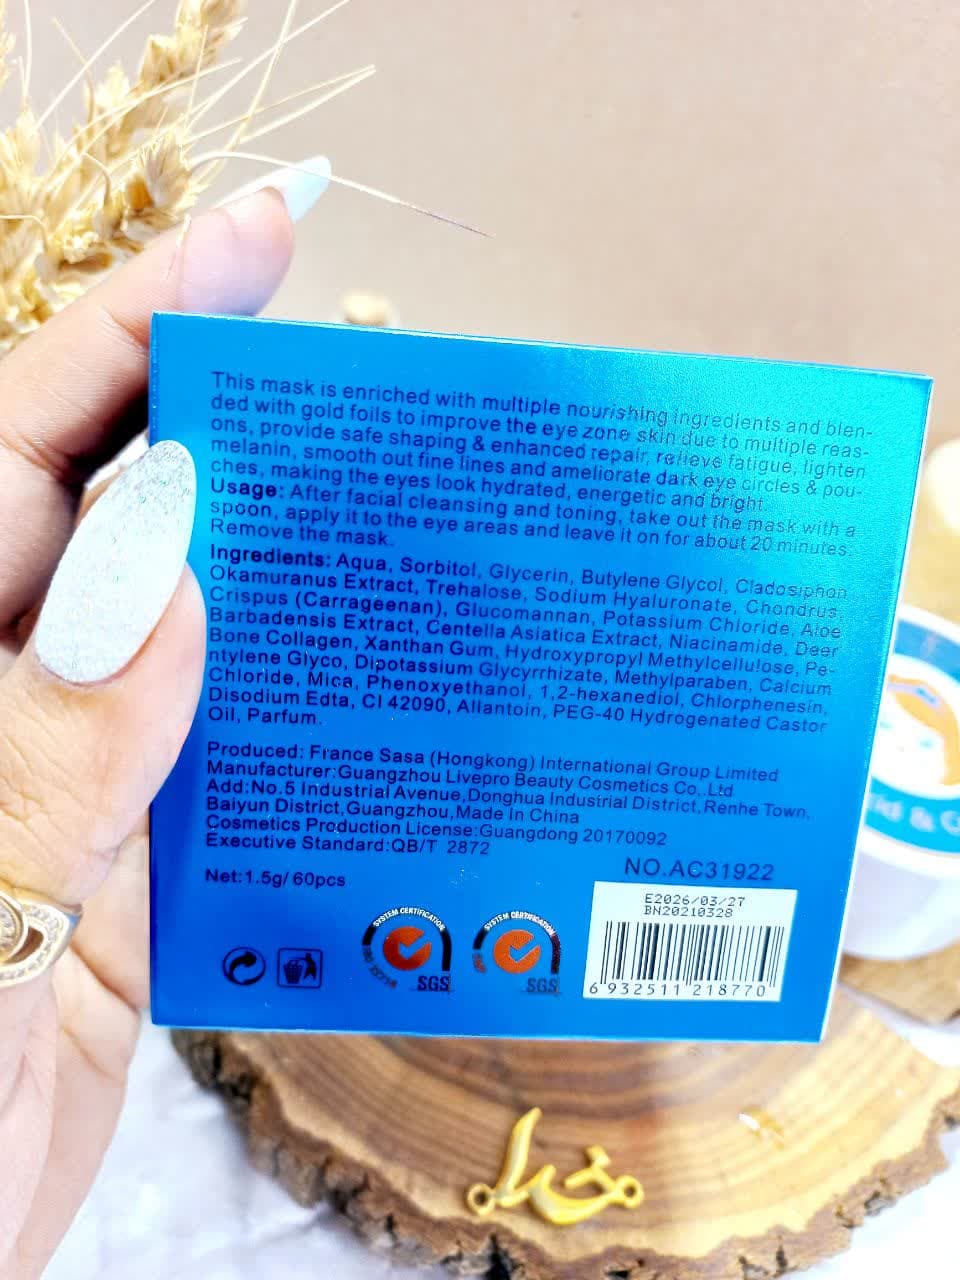 This mask is enriched with multiple nourishing ingredients and blen-
ded with gold foils to improve the eye zone skin due to multiple reas-
ons, provide safe shaping & enhanced repair, relieve fatigue, lighten
melanin, smooth out fine lines and ameliorate dark eye circles & pou-
ches, making the eyes look hydrated, energetic and bright.
Usage: After facial cleansing and toning, take out the mask with a
spoon, apply it to the eye areas and leave it on for about 20 minutes.
Remove the mask.
Ingredients: Aqua, Sorbitol, Glycerin, Butylene Glycol, Cladosiphon
Okamuranus Extract, Trehalose, Sodium Hyaluronate, Chondrus
Crispus (Carrageenan), Glucomannan, Potassium Chloride, Aloe
Barbadensis Extract, Centella Asiatica Extract, Niacinamide, Deer
Bone Collagen, Xanthan Gum, Hydroxypropyl Methylcellulose, Pe-
ntylene Glyco, Dipotassium Glycyrrhizate, Methylparaben, Calcium
Chloride, Mica, Phenoxyethanol, 1,2-hexanediol, Chlorphenesin,
Disodium Edta, CI 42090, Allantoin, PEG-40 Hydrogenated Castor
Oil, Parfum.
Produced: France Sasa (Hongkong) International Group Limited
Manufacturer:Guangzhou Livepro Beauty Cosmetics Co,.Ltd
Add:No.5 Industrial Avenue,Donghua Industrial District,Renhe Town,
Baiyun District,Guangzhou,Made In China
Cosmetics Production License:Guangdong 20170092
Executive Standard:QB/T 2872
NO.AC31922
Net:1.5g/ 60pcs
E2026/03/27
BN20210328
SYSTEM CERTIFICATION
SGS
SYSTEM CERTIFICATION
SGS
6 932511 218770
خدا